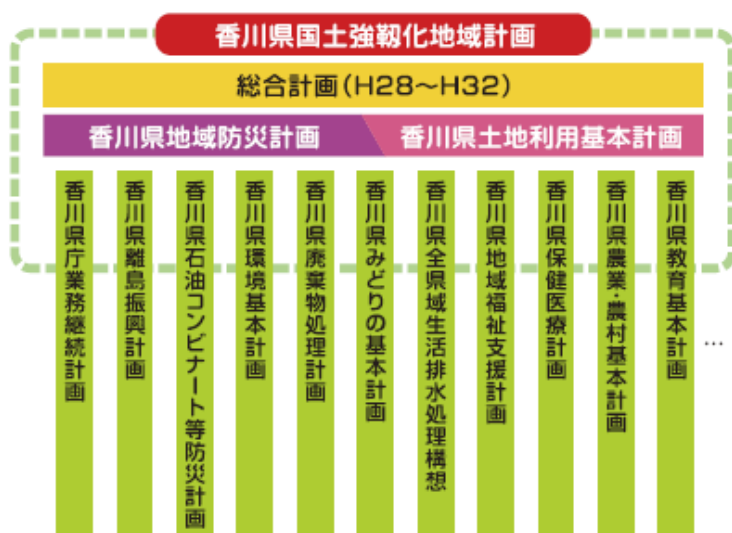 香川県国土強靱化地域計画
総合計画(H28～H32)
香川県地域防災計画
香川県土地利用基本計画
香川県庁業務継続計画
香川県離島振興計画
香川県石油コンビナート等防災計画
香川県環境基本計画
香川県廃棄物処理計画
香川県みどりの基本計画
香川県全県域生活排水処理構想
香川県地域福祉支援計画
香川県保健医療計画
香川県農業・農村基本計画
香川県教育基本計画
…